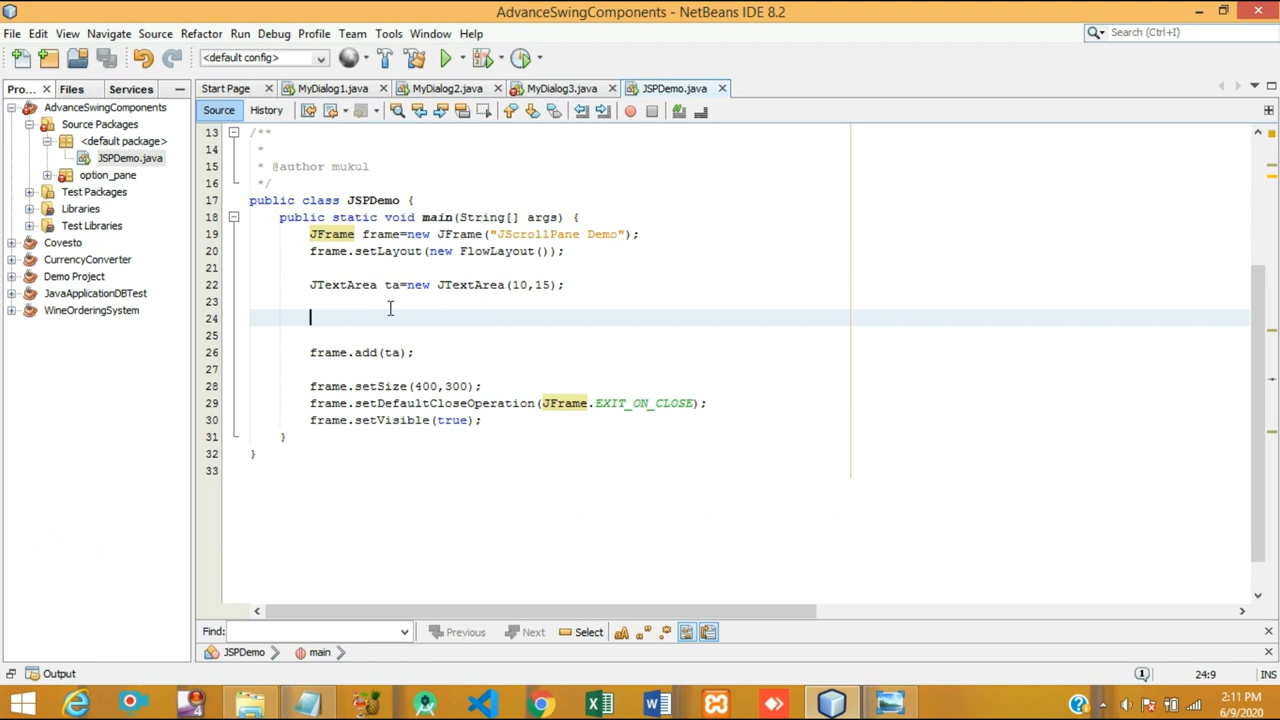 AdvanceSwingComponents - NetBeans IDE 8.2
File Edit View Navigate Source Refactor Run Debug Profile Team Tools Window Help
Search (Ctrl+I)
<default config>
Pro... Files Services
Start Page MyDialog1.java MyDialog2.java MyDialog3.java JSPDemo.java
Source History
AdvanceSwingComponents
Source Packages
<default package>
JSPDemo.java
option_pane
Test Packages
Libraries
Test Libraries
Covesto
CurrencyConverter
Demo Project
JavaApplicationDBTest
WineOrderingSystem
13 /**
14 *
15 * @author mukul
16 */
17 public class JSPDemo {
18 public static void main(String[] args) {
19 JFrame frame=new JFrame("JScrollPane Demo");
20 frame.setLayout(new FlowLayout());
21
22 JTextArea ta=new JTextArea(10,15);
23
24
25
26 frame.add(ta);
27
28 frame.setSize(400,300);
29 frame.setDefaultCloseOperation(JFrame.EXIT_ON_CLOSE);
30 frame.setVisible(true);
31 }
32 }
33
Find: Previous Next Select
JSPDemo main
Output 1 24:9 INS
4
2:11 PM
6/9/2020